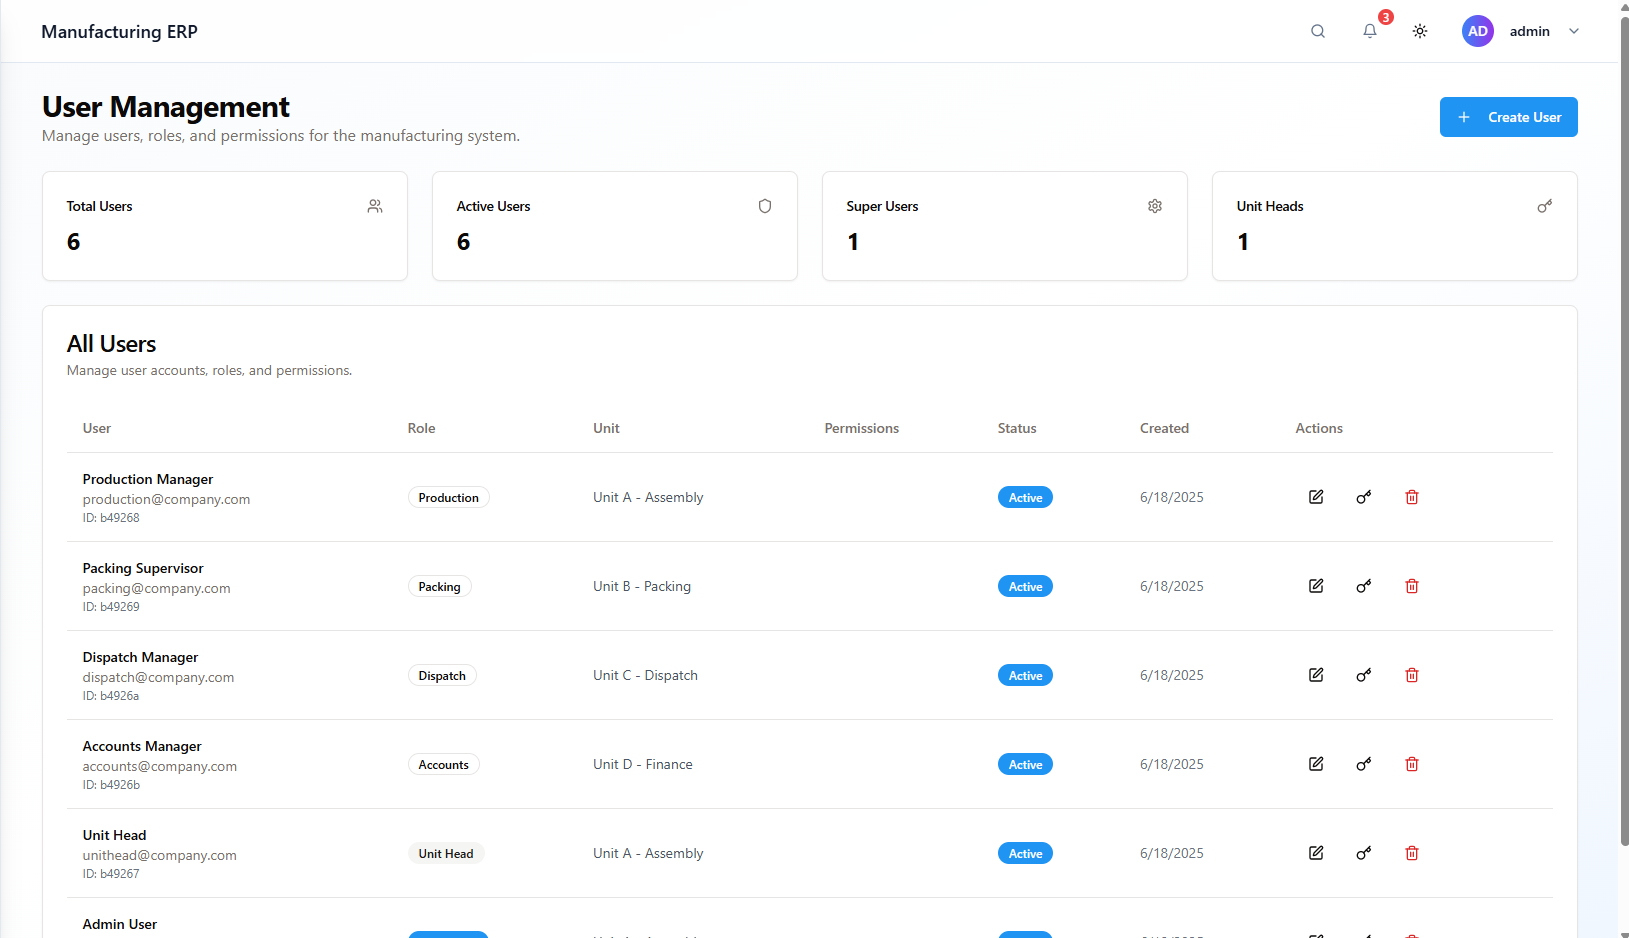 Manufacturing ERP
3
AD
admin
User Management
Manage users, roles, and permissions for the manufacturing system.
+ Create User
Total Users
6
Active Users
6
Super Users
1
Unit Heads
1
All Users
Manage user accounts, roles, and permissions.
User Role Unit Permissions Status Created Actions
Production Manager
production@company.com
ID: b49268
Production Unit A - Assembly Active 6/18/2025
Packing Supervisor
packing@company.com
ID: b49269
Packing Unit B - Packing Active 6/18/2025
Dispatch Manager
dispatch@company.com
ID: b4926a
Dispatch Unit C - Dispatch Active 6/18/2025
Accounts Manager
accounts@company.com
ID: b4926b
Accounts Unit D - Finance Active 6/18/2025
Unit Head
unithead@company.com
ID: b49267
Unit Head Unit A - Assembly Active 6/18/2025
Admin User